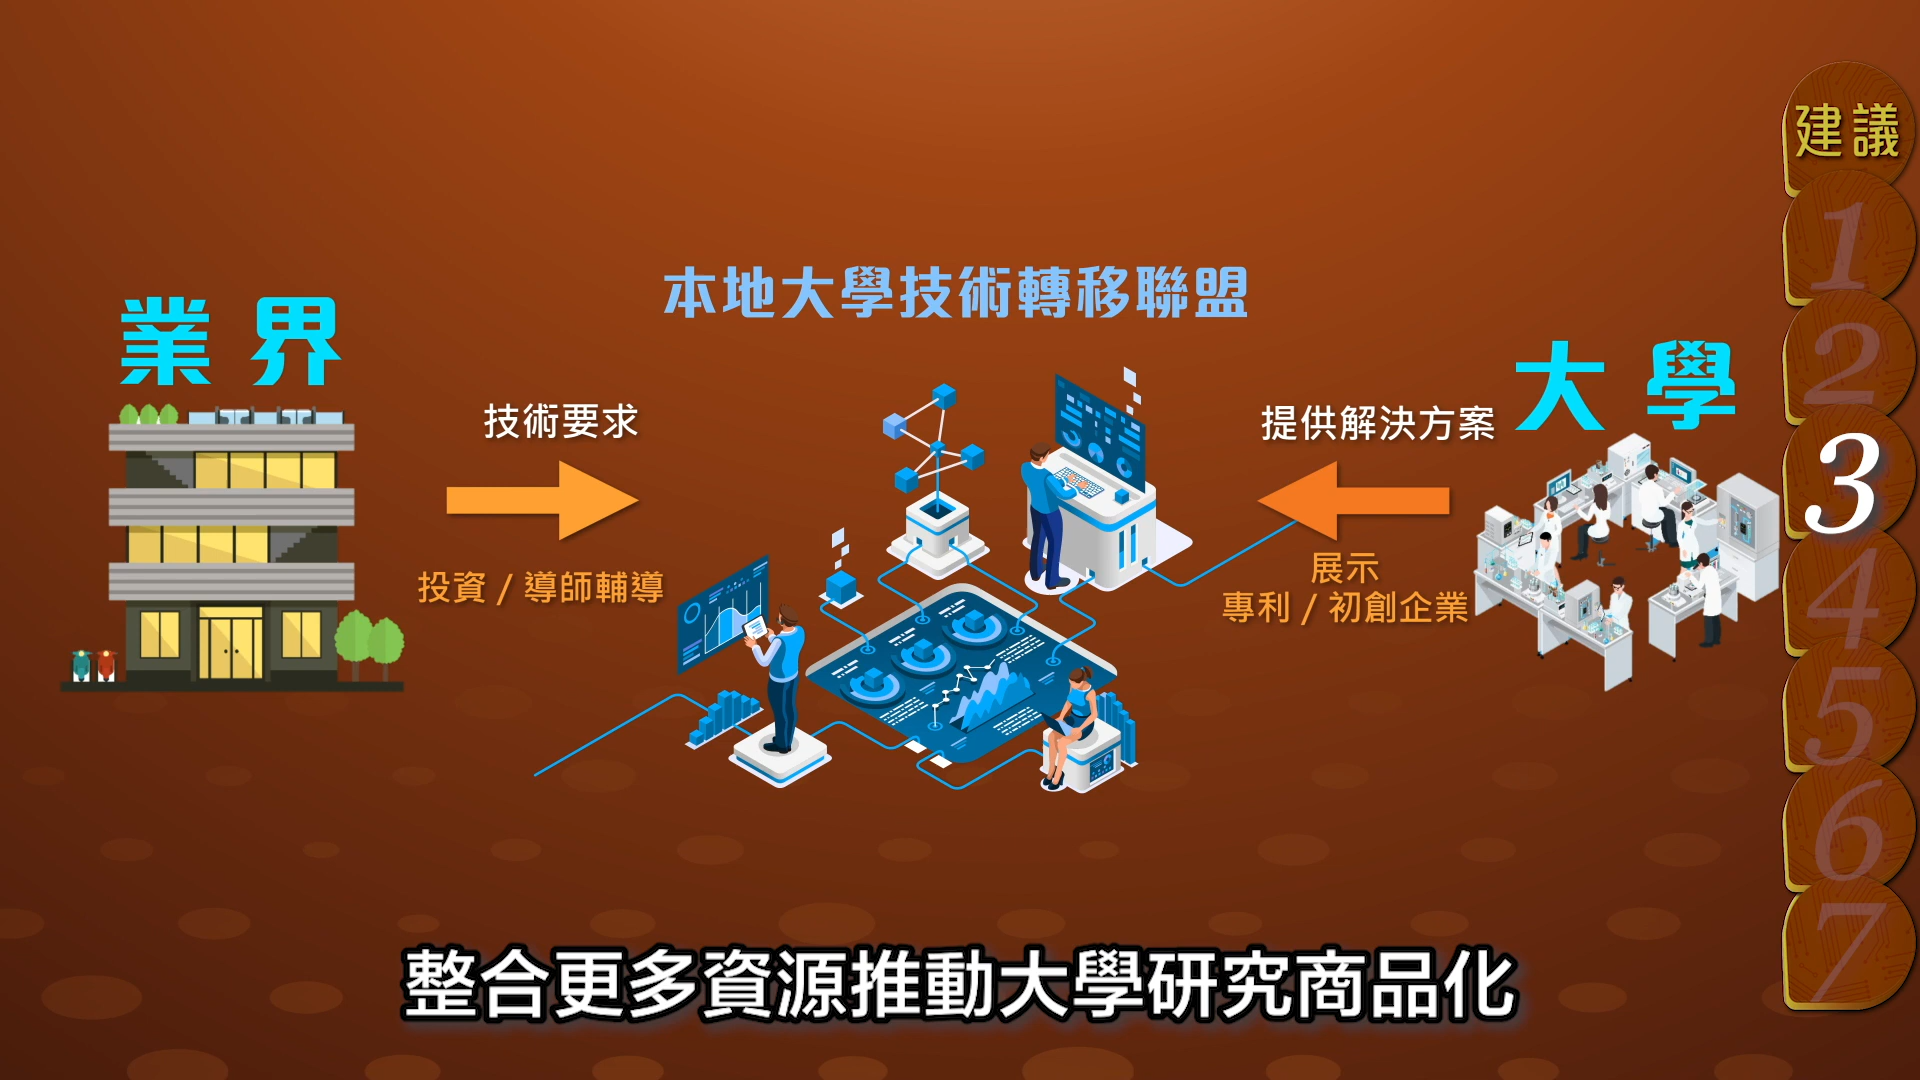 本地大學技術轉移聯盟
業界
技術要求
投資 / 導師輔導
大學
提供解決方案
展示
專利 / 初創企業
建議
1
2
3
4
5
6
7
整合更多資源推動大學研究商品化